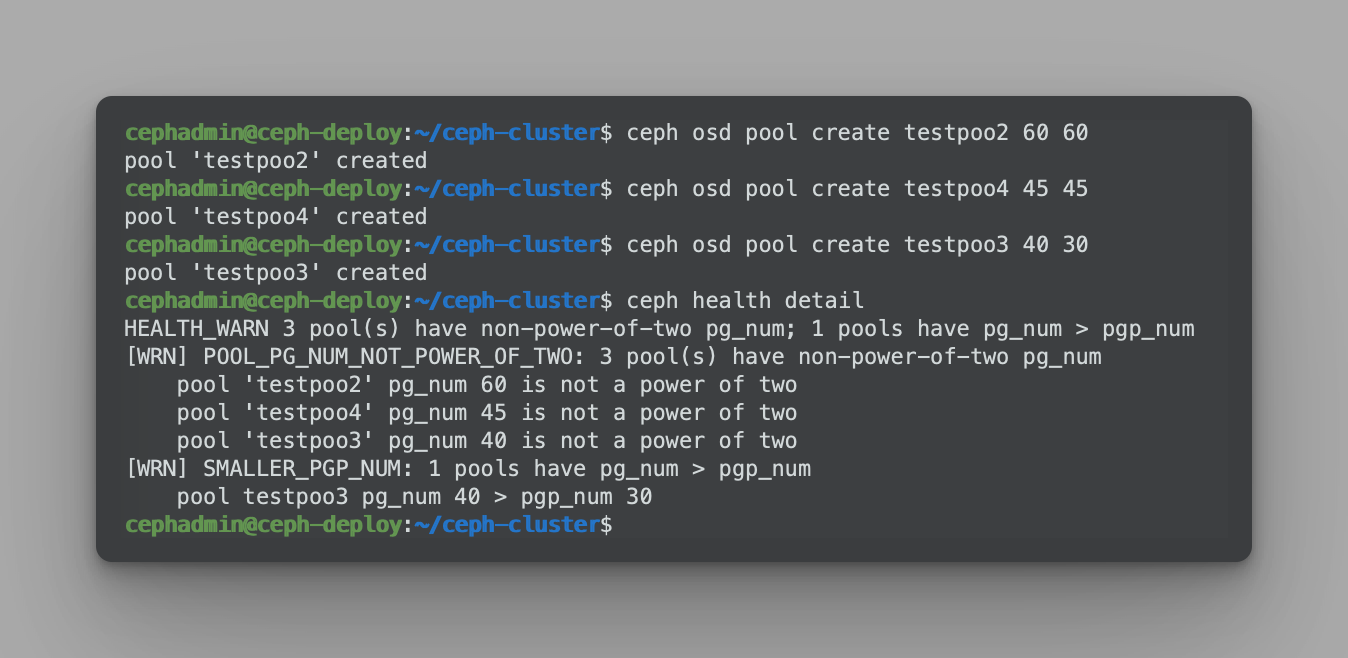 cephadmin@ceph-deploy:~/ceph-cluster$ ceph osd pool create testpoo2 60 60
pool 'testpoo2' created
cephadmin@ceph-deploy:~/ceph-cluster$ ceph osd pool create testpoo4 45 45
pool 'testpoo4' created
cephadmin@ceph-deploy:~/ceph-cluster$ ceph osd pool create testpoo3 40 30
pool 'testpoo3' created
cephadmin@ceph-deploy:~/ceph-cluster$ ceph health detail
HEALTH_WARN 3 pool(s) have non-power-of-two pg_num; 1 pools have pg_num > pgp_num
[WRN] POOL_PG_NUM_NOT_POWER_OF_TWO: 3 pool(s) have non-power-of-two pg_num
    pool 'testpoo2' pg_num 60 is not a power of two
    pool 'testpoo4' pg_num 45 is not a power of two
    pool 'testpoo3' pg_num 40 is not a power of two
[WRN] SMALLER_PGP_NUM: 1 pools have pg_num > pgp_num
    pool testpoo3 pg_num 40 > pgp_num 30
cephadmin@ceph-deploy:~/ceph-cluster$